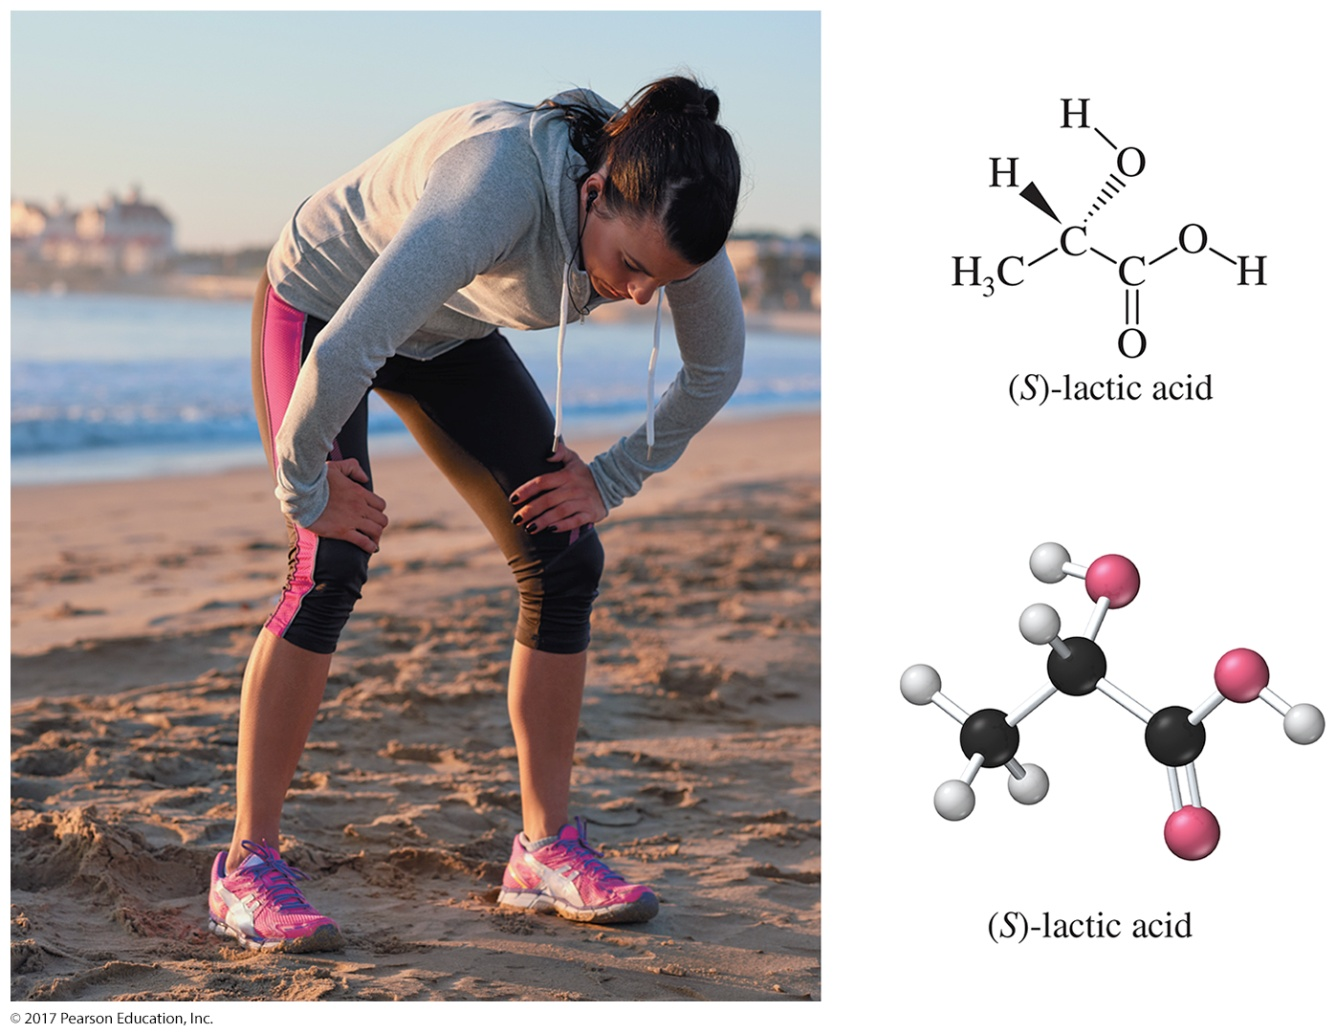 H
O
H
C
O
H₃C
C
H
O
(S)-lactic acid
(S)-lactic acid
© 2017 Pearson Education, Inc.